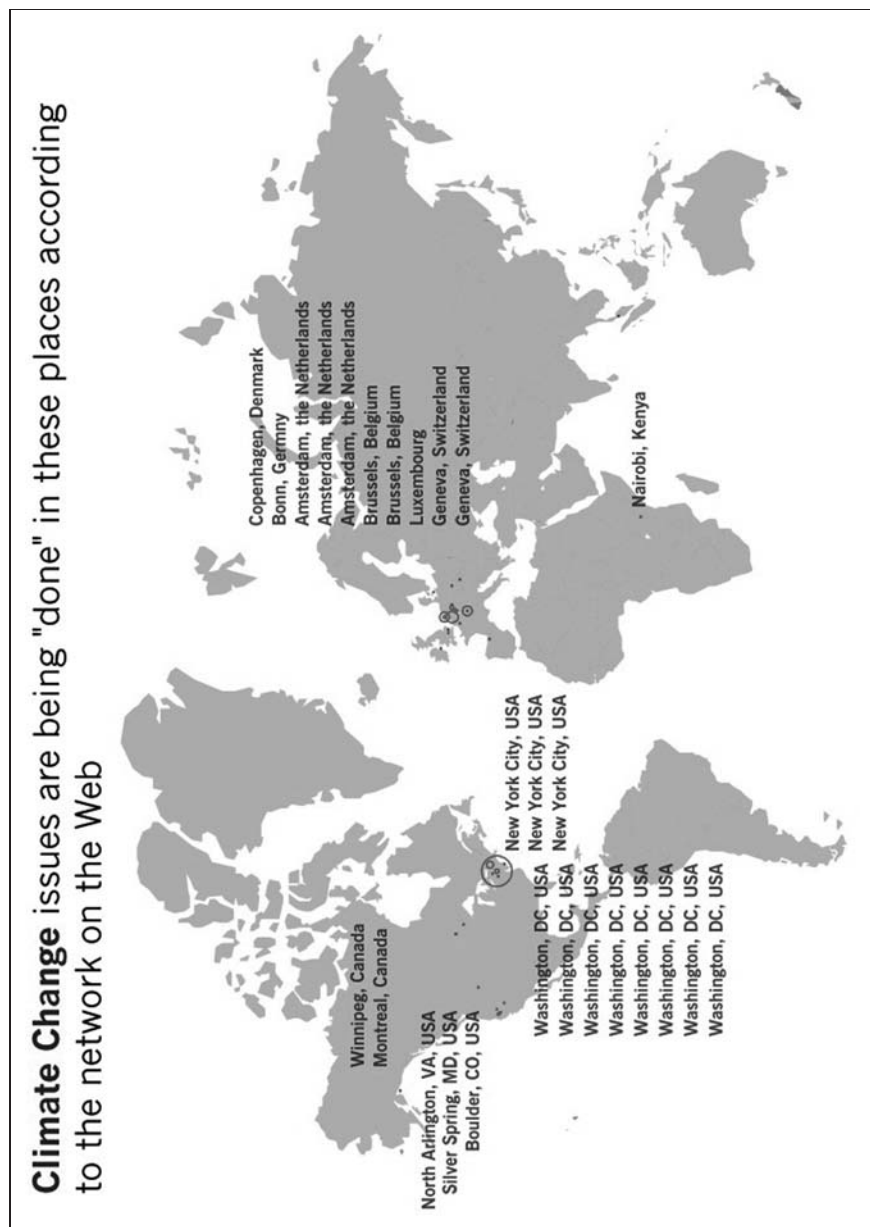 Climate Change issues are being "done" in these places according
to the network on the Web
Winnipeg, Canada
Montreal, Canada
North Arlington, VA, USA
Silver Spring, MD, USA
Boulder, CO, USA
Washington, DC, USA
Washington, DC, USA
Washington, DC, USA
Washington, DC, USA
Washington, DC, USA
Washington, DC, USA
Washington, DC, USA
Washington, DC, USA
New York City, USA
New York City, USA
New York City, USA
Copenhagen, Denmark
Bonn, Germny
Amsterdam, the Netherlands
Amsterdam, the Netherlands
Amsterdam, the Netherlands
Brussels, Belgium
Brussels, Belgium
Luxembourg
Geneva, Switzerland
Geneva, Switzerland
Nairobi, Kenya